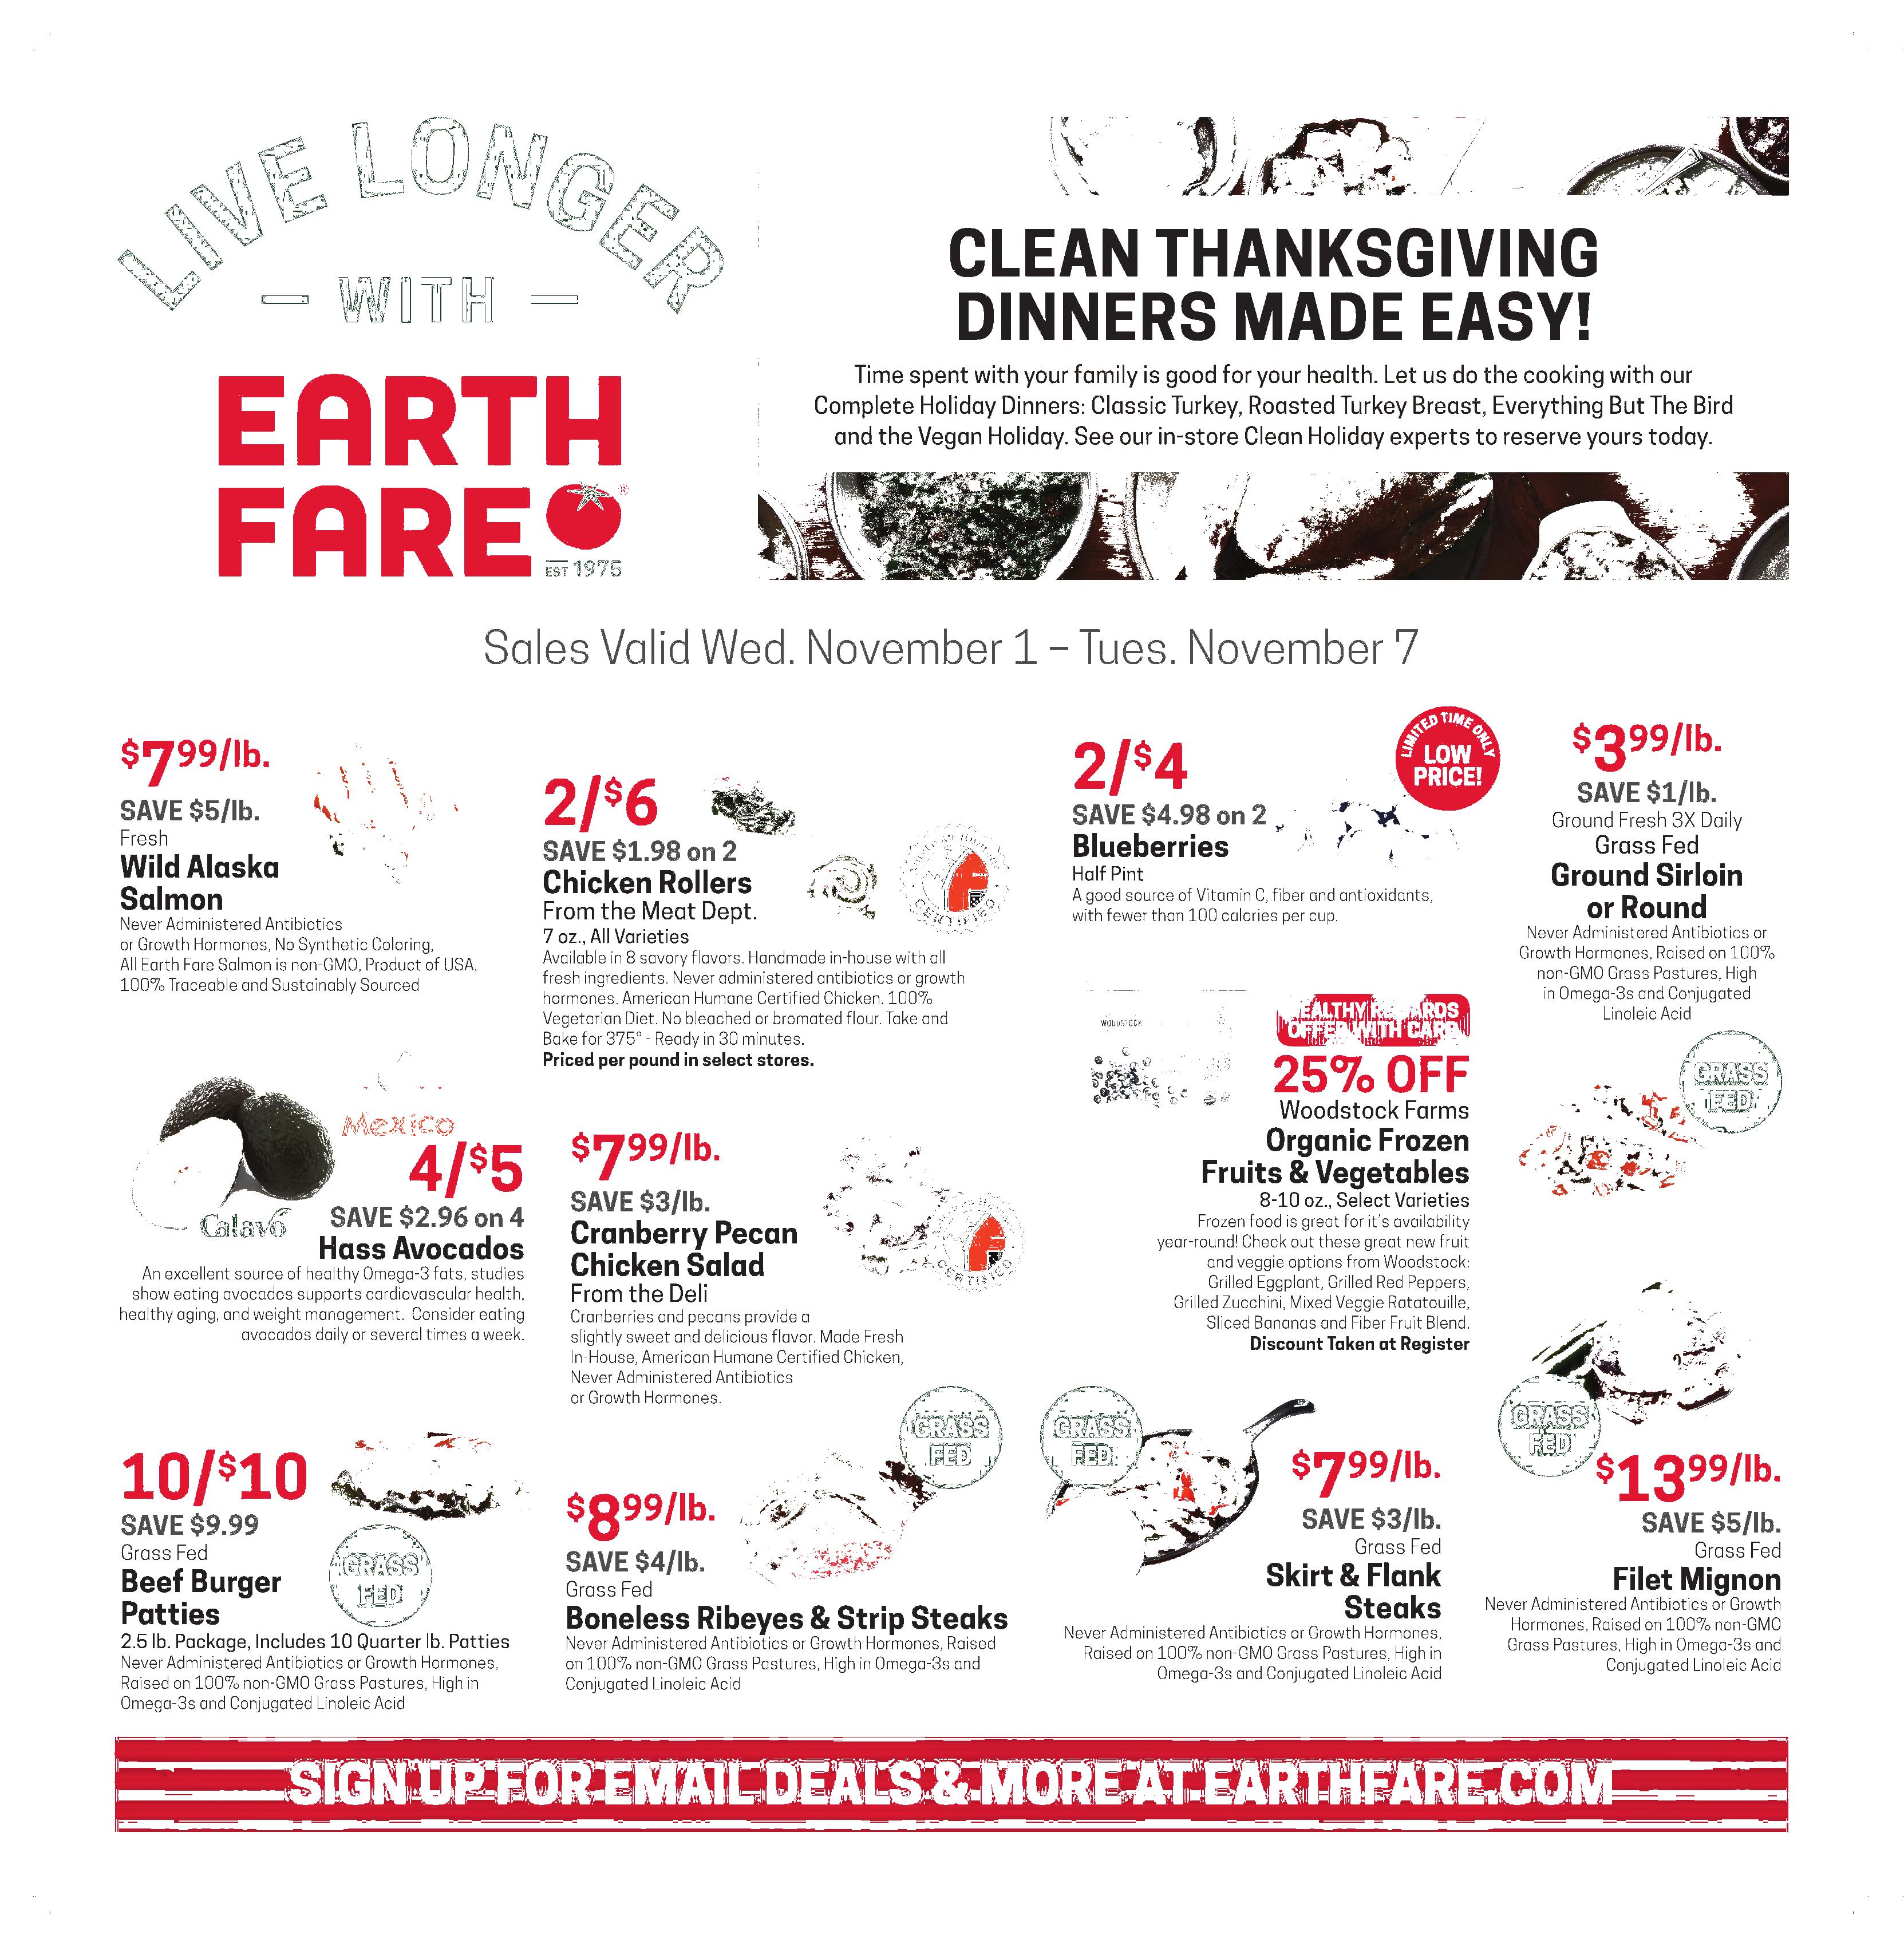 LIVE LONGER
— WITH —
EARTH
FARE®
EST 1975
CLEAN THANKSGIVING
DINNERS MADE EASY!
Time spent with your family is good for your health. Let us do the cooking with our
Complete Holiday Dinners: Classic Turkey, Roasted Turkey Breast, Everything But The Bird
and the Vegan Holiday. See our in-store Clean Holiday experts to reserve yours today.
Sales Valid Wed. November 1 – Tues. November 7
$7 99/lb.
SAVE $5/lb.
Fresh
Wild Alaska
Salmon
Never Administered Antibiotics
or Growth Hormones, No Synthetic Coloring,
All Earth Fare Salmon is non-GMO, Product of USA,
100% Traceable and Sustainably Sourced
2/$6
SAVE $1.98 on 2
Chicken Rollers
From the Meat Dept.
7 oz., All Varieties
Available in 8 savory flavors. Handmade in-house with all
fresh ingredients. Never administered antibiotics or growth
hormones. American Humane Certified Chicken. 100%
Vegetarian Diet. No bleached or bromated flour. Take and
Bake for 375° - Ready in 30 minutes.
Priced per pound in select stores.
CERTIFIED
2/$4
SAVE $4.98 on 2
Blueberries
Half Pint
A good source of Vitamin C, fiber and antioxidants,
with fewer than 100 calories per cup.
LIMITED TIME ONLY
LOW
PRICE!
$3 99/lb.
SAVE $1/lb.
Ground Fresh 3X Daily
Grass Fed
Ground Sirloin
or Round
Never Administered Antibiotics or
Growth Hormones, Raised on 100%
non-GMO Grass Pastures, High
in Omega-3s and Conjugated
Linoleic Acid
GRASS
FED
Mexico
Calavo
4/$5
SAVE $2.96 on 4
Hass Avocados
An excellent source of healthy Omega-3 fats, studies
show eating avocados supports cardiovascular health,
healthy aging, and weight management. Consider eating
avocados daily or several times a week.
$7 99/lb.
SAVE $3/lb.
Cranberry Pecan
Chicken Salad
From the Deli
Cranberries and pecans provide a
slightly sweet and delicious flavor. Made Fresh
In-House, American Humane Certified Chicken,
Never Administered Antibiotics
or Growth Hormones.
CERTIFIED
WOODSTOCK
HEALTHY REWARDS
OFFER WITH CARD
25% OFF
Woodstock Farms
Organic Frozen
Fruits & Vegetables
8-10 oz., Select Varieties
Frozen food is great for it's availability
year-round! Check out these great new fruit
and veggie options from Woodstock:
Grilled Eggplant, Grilled Red Peppers,
Grilled Zucchini, Mixed Veggie Ratatouille,
Sliced Bananas and Fiber Fruit Blend.
Discount Taken at Register
10/$10
SAVE $9.99
Grass Fed
Beef Burger
Patties
2.5 lb. Package, Includes 10 Quarter lb. Patties
Never Administered Antibiotics or Growth Hormones,
Raised on 100% non-GMO Grass Pastures, High in
Omega-3s and Conjugated Linoleic Acid
GRASS
FED
$8 99/lb.
SAVE $4/lb.
Grass Fed
Boneless Ribeyes & Strip Steaks
Never Administered Antibiotics or Growth Hormones, Raised
on 100% non-GMO Grass Pastures, High in Omega-3s and
Conjugated Linoleic Acid
GRASS
FED
GRASS
FED
$7 99/lb.
SAVE $3/lb.
Grass Fed
Skirt & Flank
Steaks
Never Administered Antibiotics or Growth Hormones,
Raised on 100% non-GMO Grass Pastures, High in
Omega-3s and Conjugated Linoleic Acid
GRASS
FED
$13 99/lb.
SAVE $5/lb.
Grass Fed
Filet Mignon
Never Administered Antibiotics or Growth
Hormones, Raised on 100% non-GMO
Grass Pastures, High in Omega-3s and
Conjugated Linoleic Acid
SIGN UP FOR EMAIL DEALS & MORE AT EARTHFARE.COM